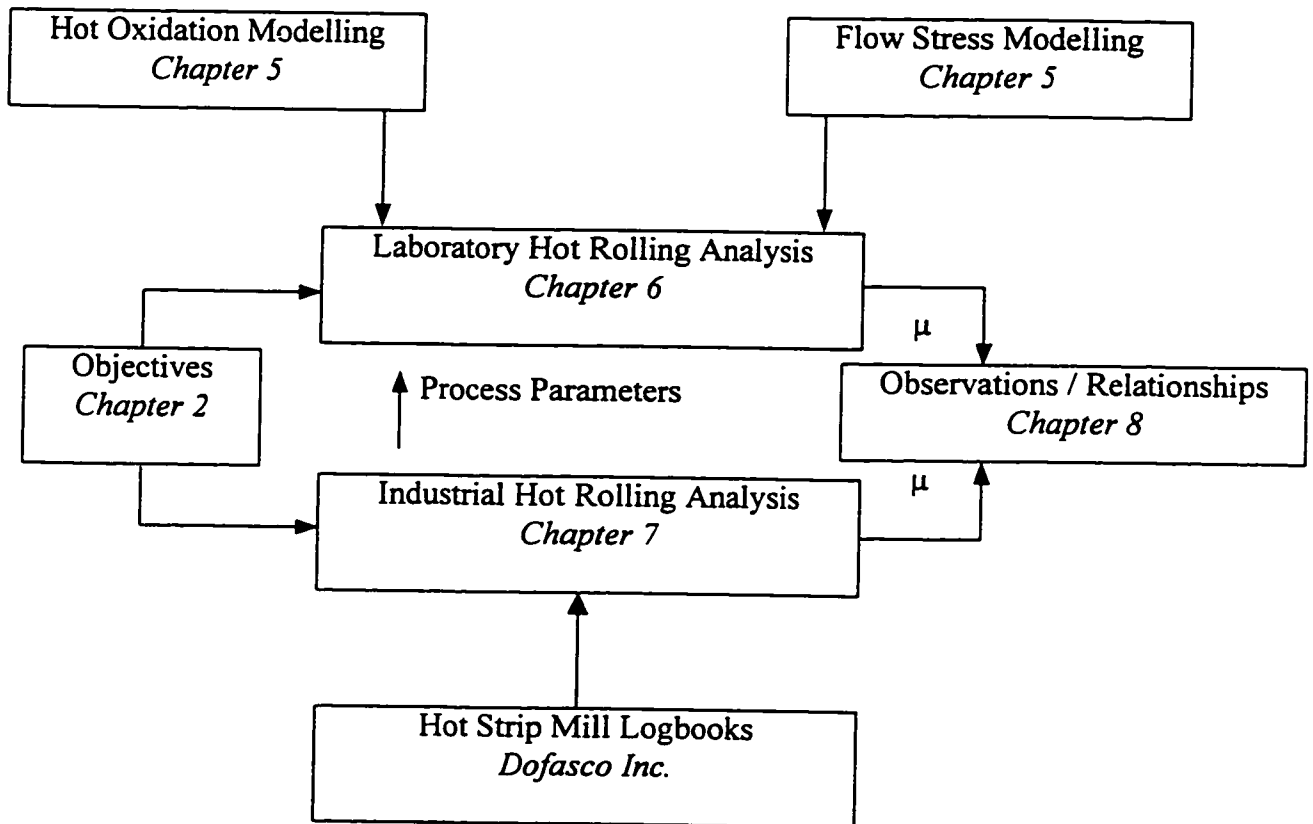 Hot Oxidation Modelling
Chapter 5
Flow Stress Modelling
Chapter 5
Laboratory Hot Rolling Analysis
Chapter 6
μ
Objectives
Chapter 2
Process Parameters
Observations / Relationships
Chapter 8
Industrial Hot Rolling Analysis
Chapter 7
μ
Hot Strip Mill Logbooks
Dofasco Inc.